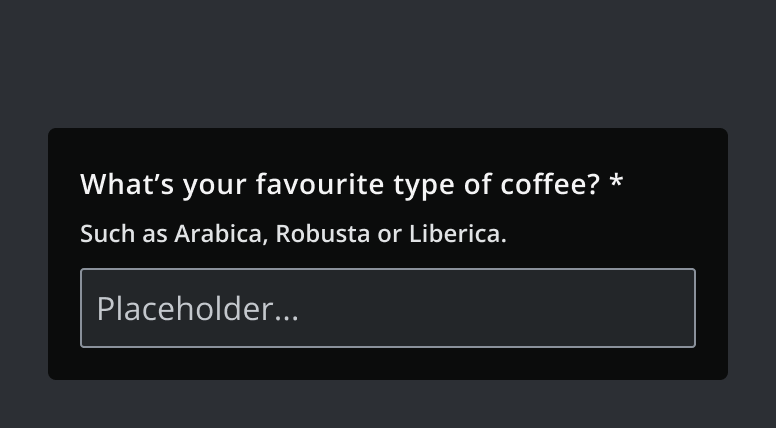 What’s your favourite type of coffee? *
Such as Arabica, Robusta or Liberica.
Placeholder...